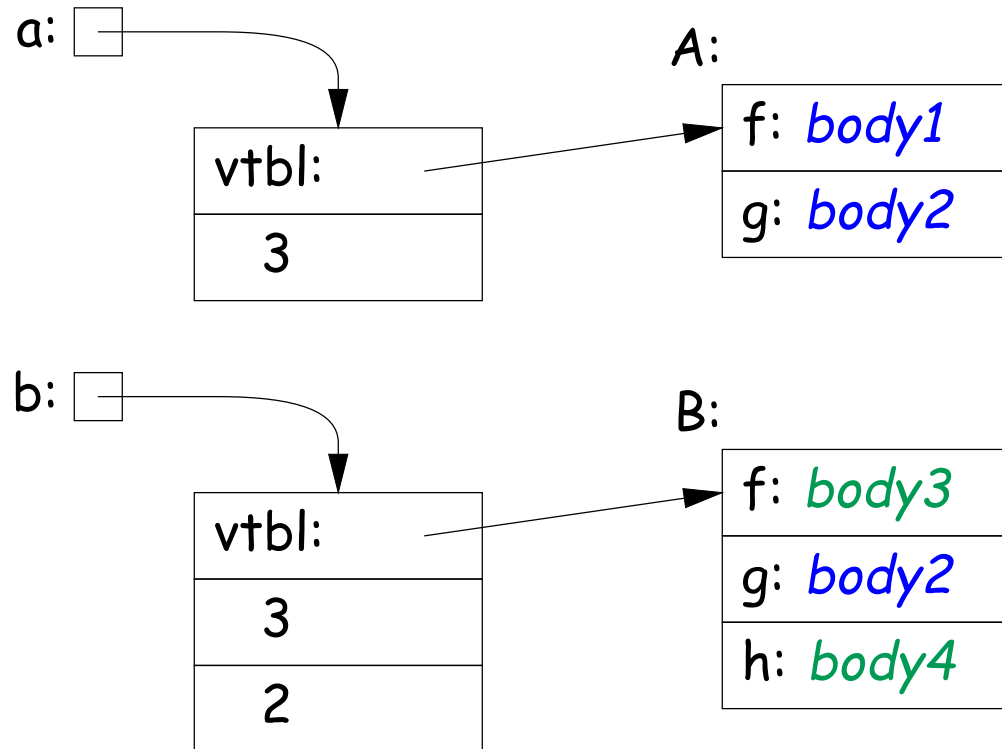 a:
A:
vtbl:
3
f: body1
g: body2
b:
B:
vtbl:
3
2
f: body3
g: body2
h: body4